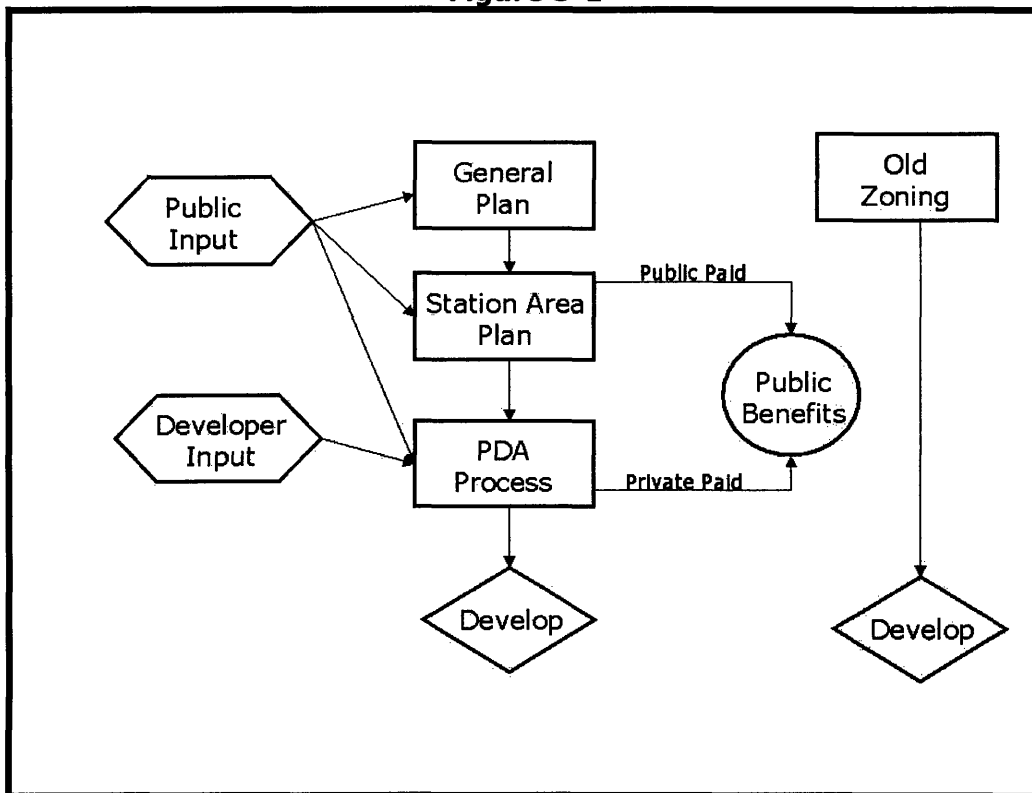 Public
Input
General
Plan
Old
Zoning
Station Area
Plan
Public Paid
Public
Benefits
Developer
Input
PDA
Process
Private Paid
Develop
Develop